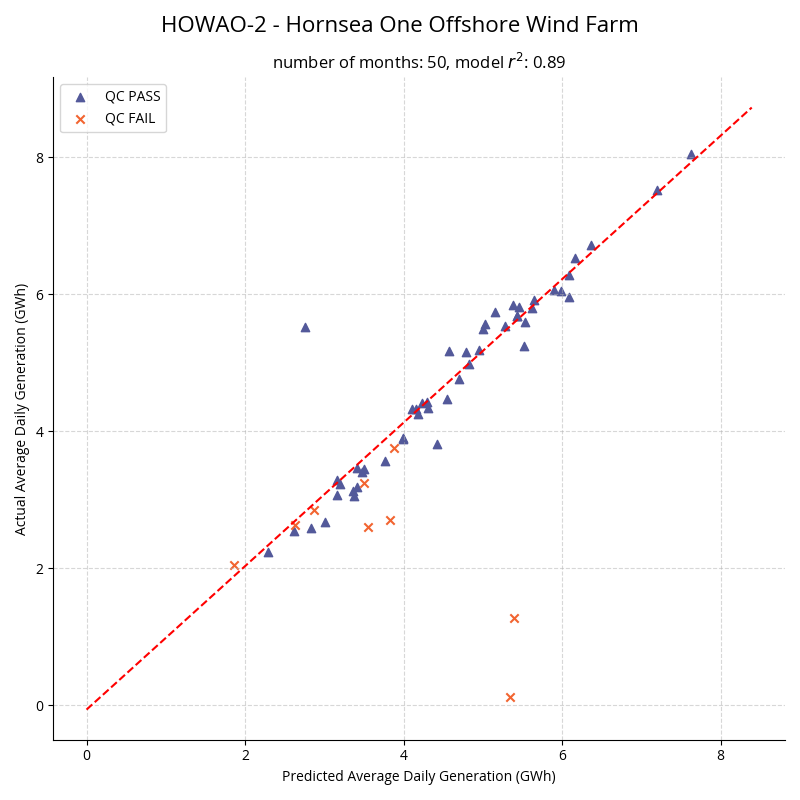 HOWAO-2 - Hornsea One Offshore Wind Farm
number of months: 50, model r²: 0.89
QC PASS
QC FAIL
8
6
4
2
0
Actual Average Daily Generation (GWh)
0 2 4 6 8
Predicted Average Daily Generation (GWh)